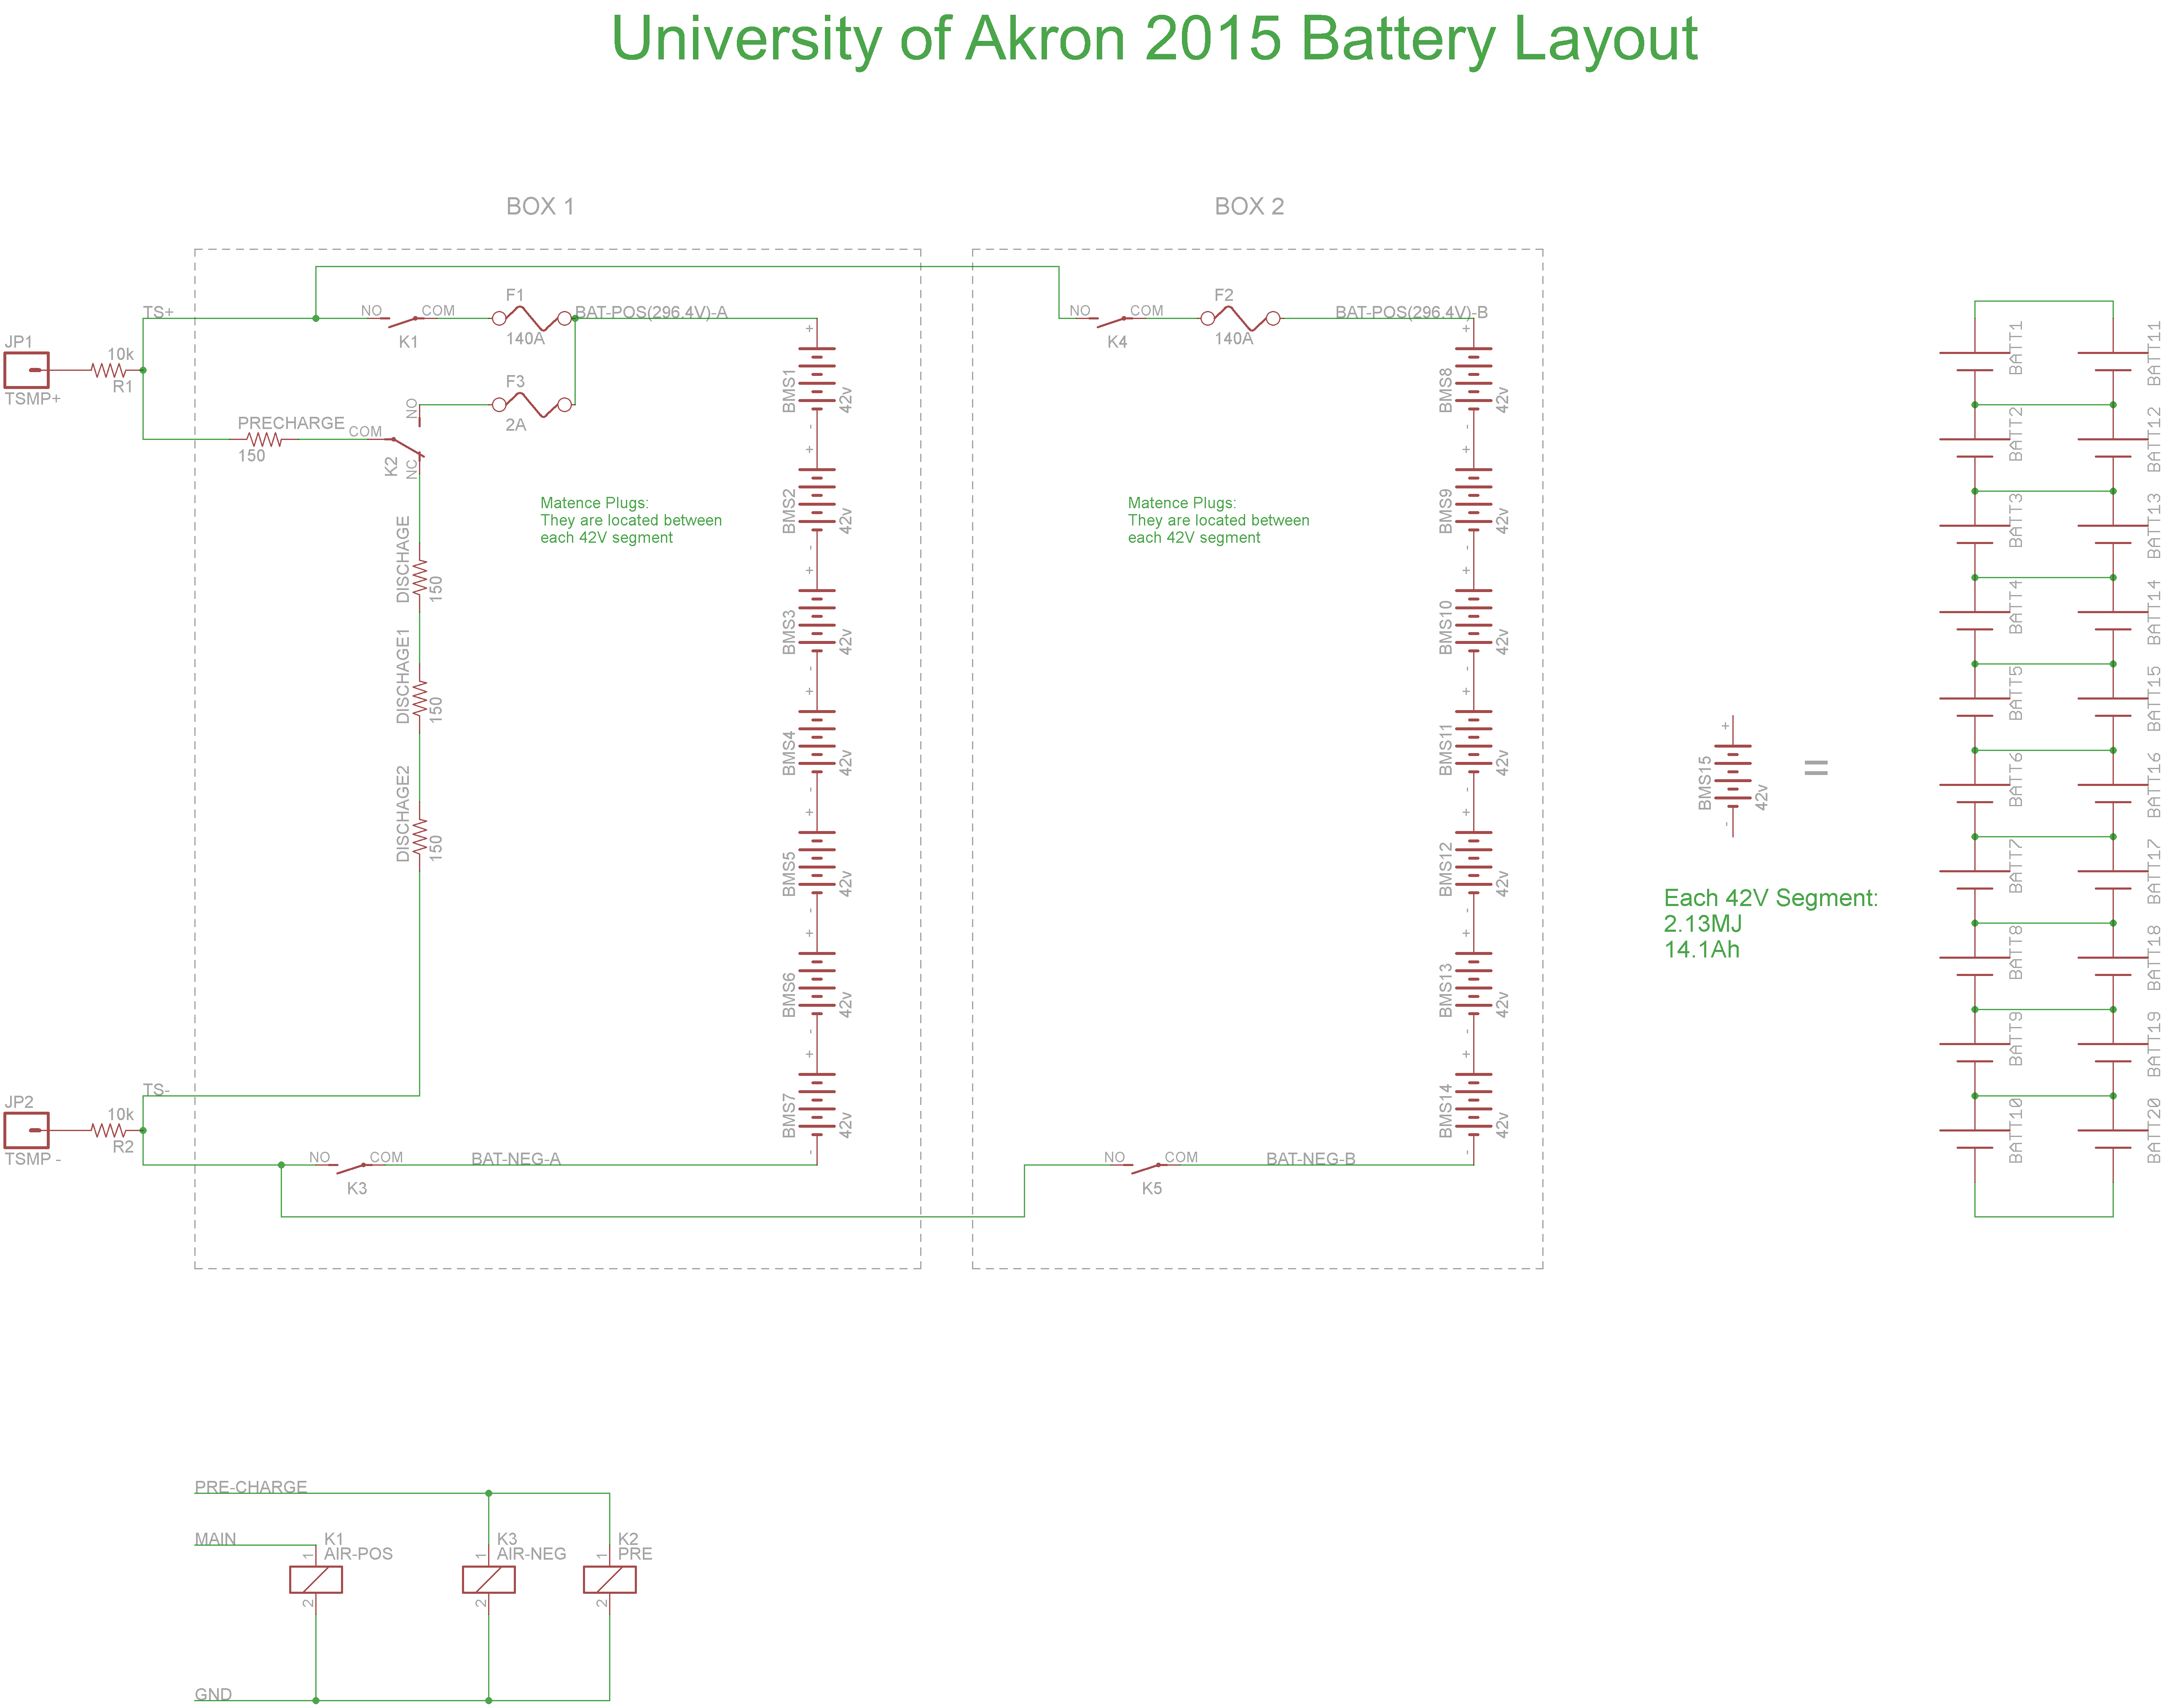 University of Akron 2015 Battery Layout
BOX 1
BOX 2
TS+
NO
COM
K1
F1
140A
BAT-POS(296.4V)-A
+
NO
COM
K4
F2
140A
BAT-POS(296.4V)-B
+
JP1
TSMP+
10k
R1
F3
2A
PRECHARGE
150
COM
NO
K2
NC
Matence Plugs:
They are located between
each 42V segment
Matence Plugs:
They are located between
each 42V segment
DISCHAGE
150
DISCHAGE1
150
DISCHAGE2
150
BMS1
42v
-
+
BMS2
42v
-
+
BMS3
42v
-
+
BMS4
42v
-
+
BMS5
42v
-
+
BMS6
42v
-
+
BMS7
42v
-
BMS8
42v
-
+
BMS9
42v
-
+
BMS10
42v
-
+
BMS11
42v
-
+
BMS12
42v
-
+
BMS13
42v
-
+
BMS14
42v
-
TS-
JP2
TSMP -
10k
R2
NO
COM
K3
BAT-NEG-A
NO
COM
K5
BAT-NEG-B
+
BMS15
42v
-
=
Each 42V Segment:
2.13MJ
14.1Ah
BATT1
BATT11
BATT2
BATT12
BATT3
BATT13
BATT4
BATT14
BATT5
BATT15
BATT6
BATT16
BATT7
BATT17
BATT8
BATT18
BATT9
BATT19
BATT10
BATT20
PRE-CHARGE
MAIN
K1
AIR-POS
1
2
K3
AIR-NEG
1
2
K2
PRE
1
2
GND